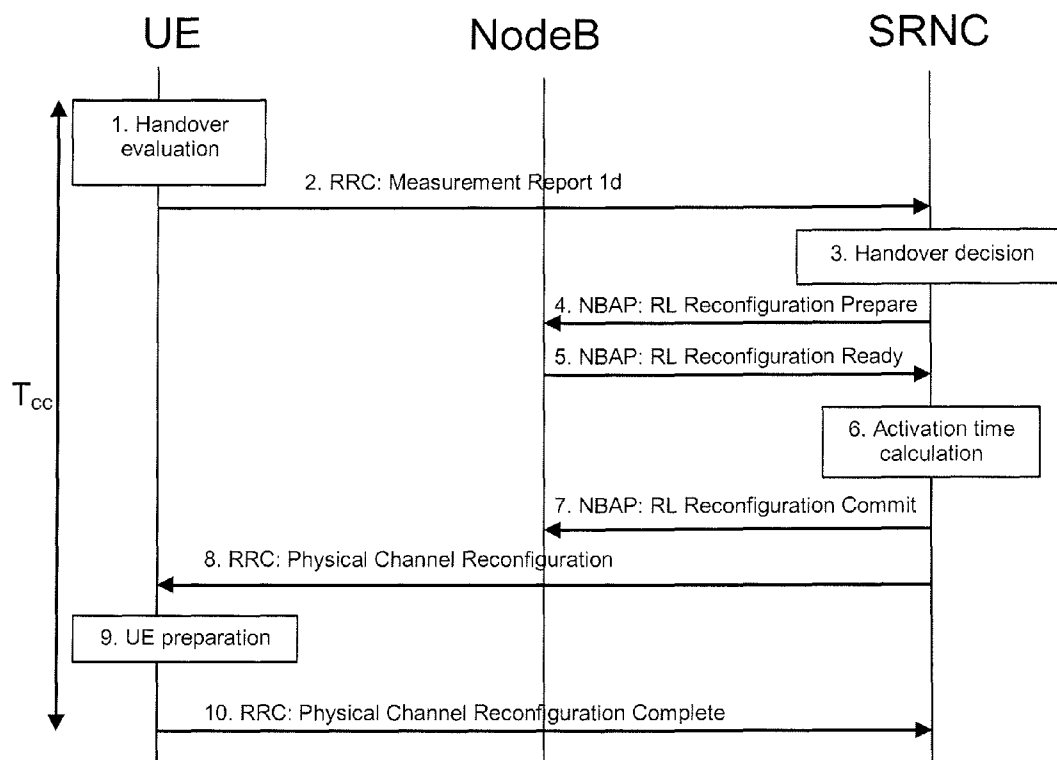 UE
NodeB
SRNC
1. Handover
evaluation
2. RRC: Measurement Report 1d
3. Handover decision
4. NBAP: RL Reconfiguration Prepare
5. NBAP: RL Reconfiguration Ready
Tcc
6. Activation time
calculation
7. NBAP: RL Reconfiguration Commit
8. RRC: Physical Channel Reconfiguration
9. UE preparation
10. RRC: Physical Channel Reconfiguration Complete